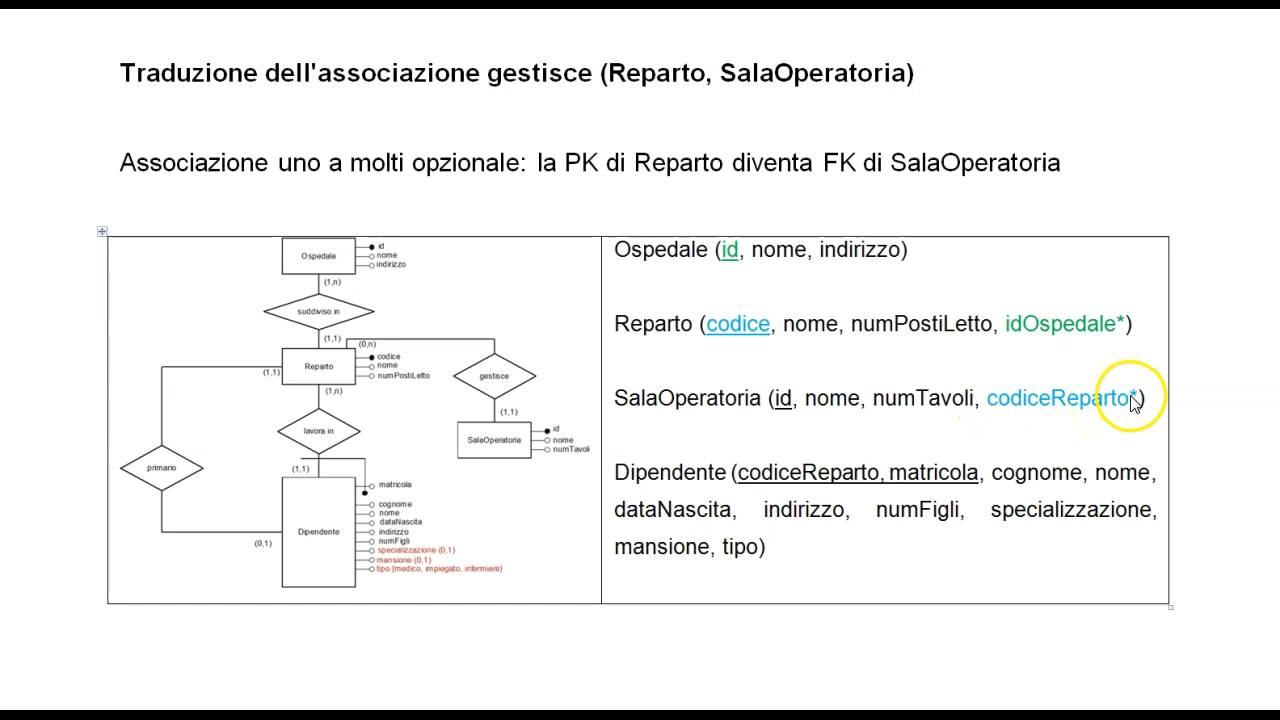 Traduzione dell'associazione gestisce (Reparto, SalaOperatoria)
Associazione uno a molti opzionale: la PK di Reparto diventa FK di SalaOperatoria
Ospedale
id
nome
indirizzo
(1,n)
suddiviso in
(1,1)
(0,n)
Reparto
codice
nome
numPostiLetto
(1,1)
(1,n)
gestisce
(1,1)
lavora in
SalaOperatoria
id
nome
numTavoli
primario
(1,1)
matricola
Dipendente
cognome
nome
dataNascita
indirizzo
numFigli
specializzazione (0,1)
mansione (0,1)
tipo (medico, impiegato, infermiere)
(0,1)
Ospedale (id, nome, indirizzo)
Reparto (codice, nome, numPostiLetto, idOspedale*)
SalaOperatoria (id, nome, numTavoli, codiceReparto*)
Dipendente (codiceReparto, matricola, cognome, nome,
dataNascita, indirizzo, numFigli, specializzazione,
mansione, tipo)